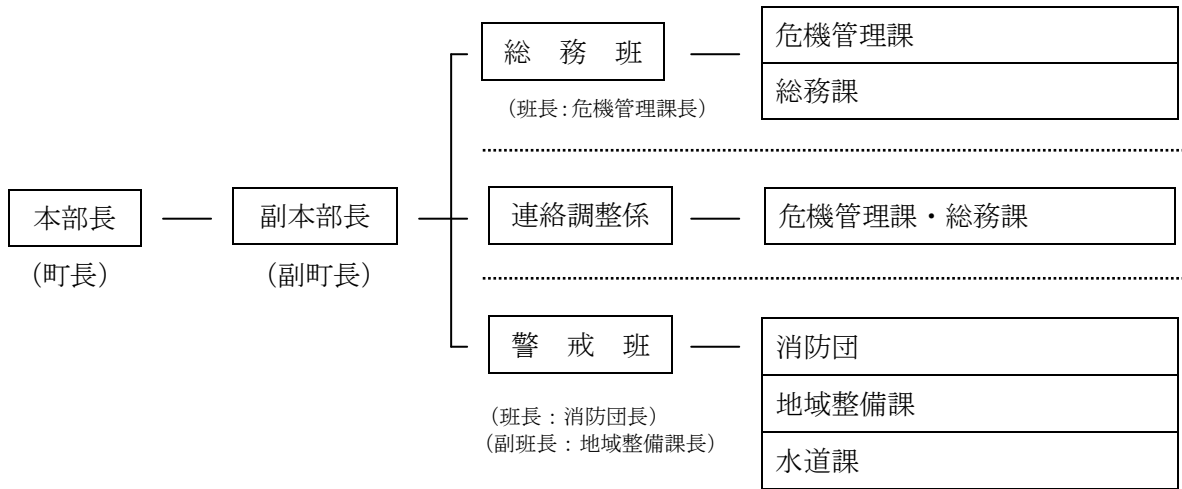 総　務　班
危機管理課
総務課
（班長：危機管理課長）
本部長
副本部長
連絡調整係
危機管理課・総務課
（町長）
（副町長）
警　戒　班
消防団
地域整備課
水道課
（班長：消防団長）
（副班長：地域整備課長）